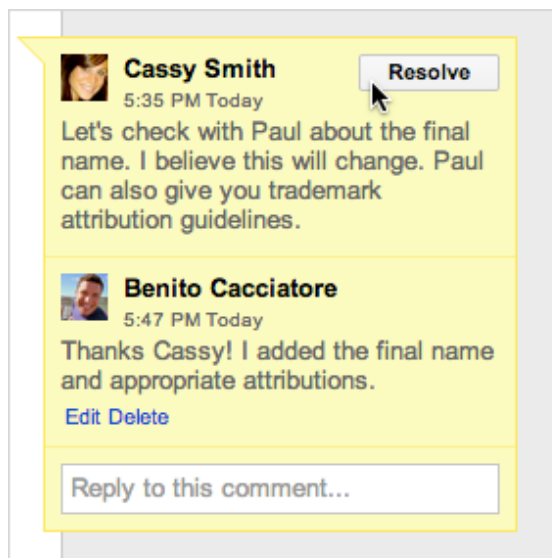 Cassy Smith
Resolve
5:35 PM Today
Let's check with Paul about the final
name. I believe this will change. Paul
can also give you trademark
attribution guidelines.
Benito Cacciatore
5:47 PM Today
Thanks Cassy! I added the final name
and appropriate attributions.
Edit Delete
Reply to this comment...